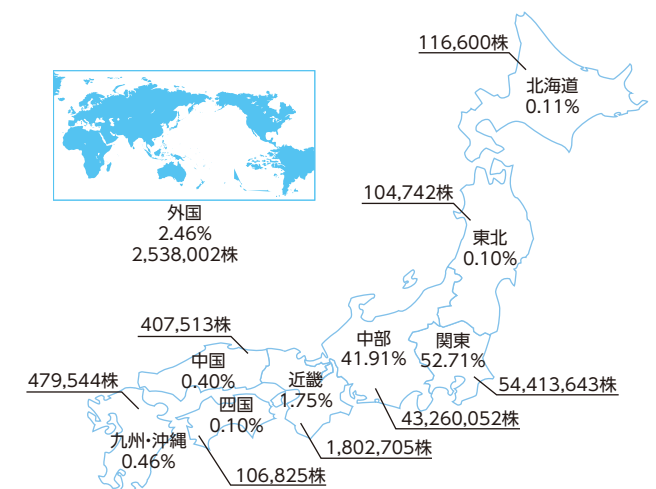 116,600株
北海道
0.11%
外国
2.46%
2,538,002株
104,742株
東北
0.10%
407,513株
中国
0.40%
中部
41.91%
関東
52.71%
479,544株
近畿
1.75%
四国
0.10%
54,413,643株
43,260,052株
九州・沖縄
0.46%
1,802,705株
106,825株